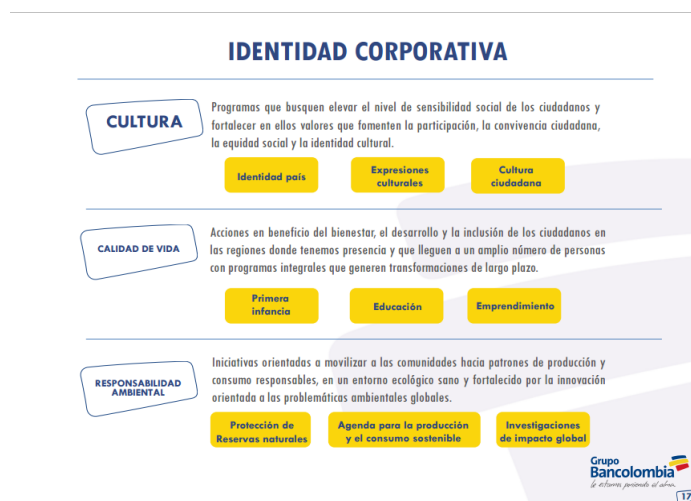 IDENTIDAD CORPORATIVA
CULTURA
Programas que busquen elevar el nivel de sensibilidad social de los ciudadanos y
fortalecer en ellos valores que fomenten la participación, la convivencia ciudadana,
la equidad social y la identidad cultural.
Identidad país
Expresiones
culturales
Cultura
ciudadana
CALIDAD DE VIDA
Acciones en beneficio del bienestar, el desarrollo y la inclusión de los ciudadanos en
las regiones donde tenemos presencia y que lleguen a un amplio número de personas
con programas integrales que generen transformaciones de largo plazo.
Primera
infancia
Educación
Emprendimiento
RESPONSABILIDAD
AMBIENTAL
Iniciativas orientadas a movilizar a las comunidades hacia patrones de producción y
consumo responsables, en un entorno ecológico sano y fortalecido por la innovación
orientada a las problemáticas ambientales globales.
Protección de
Reservas naturales
Agenda para la producción
y el consumo sostenible
Investigaciones
de impacto global
Grupo
Bancolombia
le estamos poniendo el alma.
17